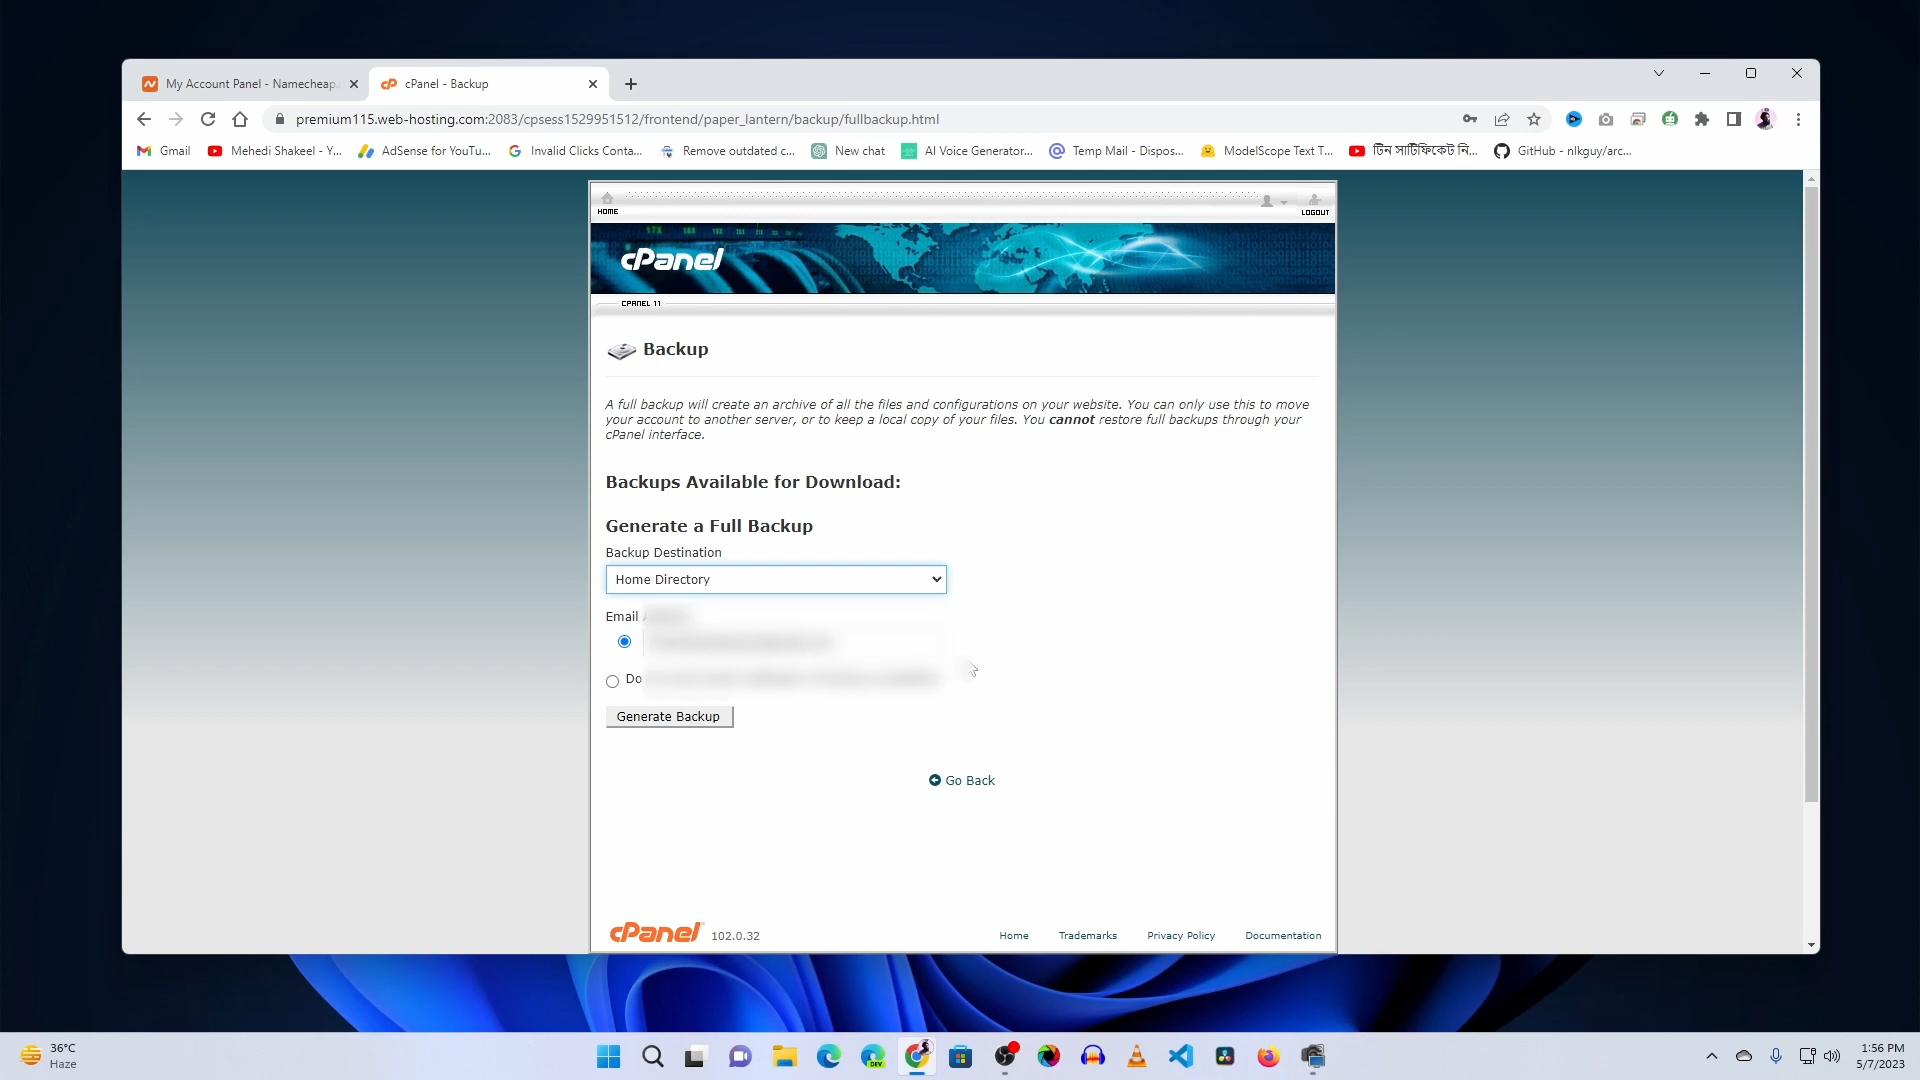 My Account Panel - Namecheap.
cPanel - Backup
premium115.web-hosting.com:2083/cpsess1529951512/frontend/paper_lantern/backup/fullbackup.html
Gmail
Mehedi Shakeel - Y...
AdSense for YouTu...
Invalid Clicks Conta...
Remove outdated c...
New chat
AI Voice Generator...
Temp Mail - Dispos...
ModelScope Text T...
টিন সার্টিফিকেট নি...
GitHub - nlkguy/arc...
HOME
LOGOUT
cPanel
CPANEL 11
Backup
A full backup will create an archive of all the files and configurations on your website. You can only use this to move
your account to another server, or to keep a local copy of your files. You cannot restore full backups through your
cPanel interface.
Backups Available for Download:
Generate a Full Backup
Backup Destination
Home Directory
Email
Do
Generate Backup
Go Back
cPanel 102.0.32
Home
Trademarks
Privacy Policy
Documentation
36°C
Haze
DEV
1:56 PM
5/7/2023